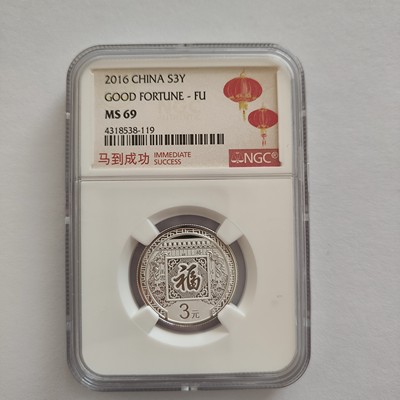 2016 CHINA S3Y
GOOD FORTUNE - FU
MS 69
4318538-119
马到成功 IMMEDIATE SUCCESS
NGC®
福
3元